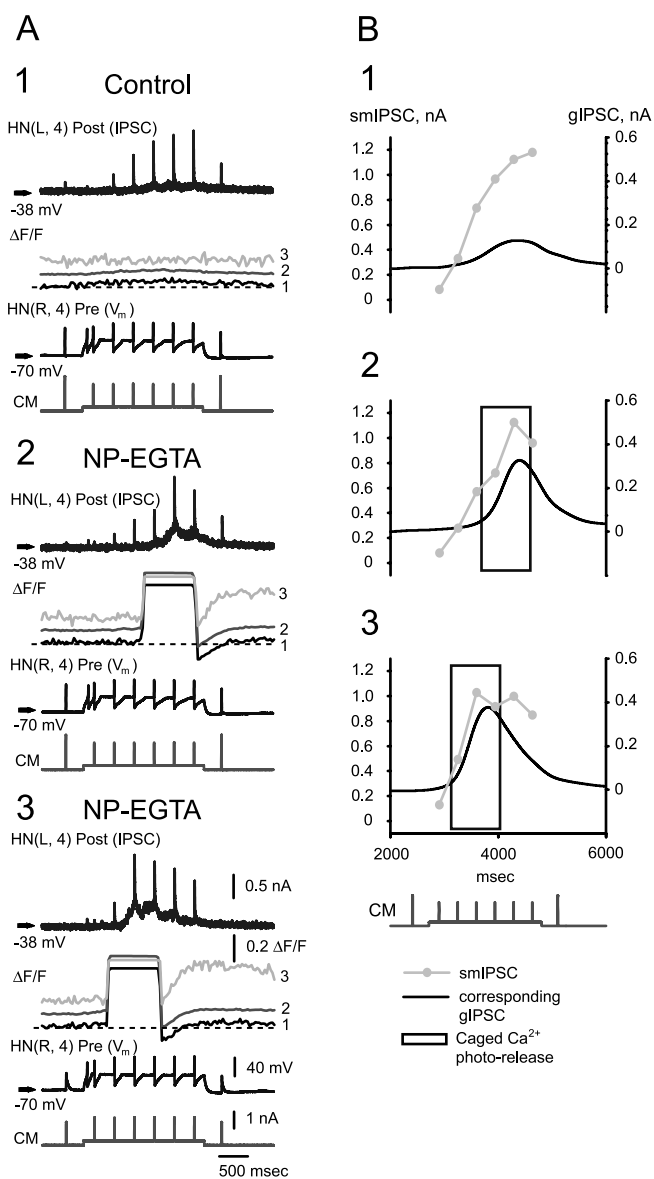 A
1 Control
HN(L, 4) Post (IPSC)
-38 mV
ΔF/F
3
2
1
HN(R, 4) Pre (Vm)
-70 mV
CM
2 NP-EGTA
HN(L, 4) Post (IPSC)
-38 mV
ΔF/F
3
2
1
HN(R, 4) Pre (Vm)
-70 mV
CM
3 NP-EGTA
HN(L, 4) Post (IPSC)
0.5 nA
-38 mV
0.2 ΔF/F
ΔF/F
3
2
1
HN(R, 4) Pre (Vm)
40 mV
-70 mV
1 nA
CM
500 msec
B
1
smIPSC, nA
gIPSC, nA
1.2
1.0
0.8
0.6
0.4
0.2
0
0.6
0.4
0.2
0
2
1.2
1.0
0.8
0.6
0.4
0.2
0
0.6
0.4
0.2
0
3
1.2
1.0
0.8
0.6
0.4
0.2
0
0.6
0.4
0.2
0
2000 4000 6000
msec
CM
smIPSC
corresponding
gIPSC
Caged Ca2+
photo-release